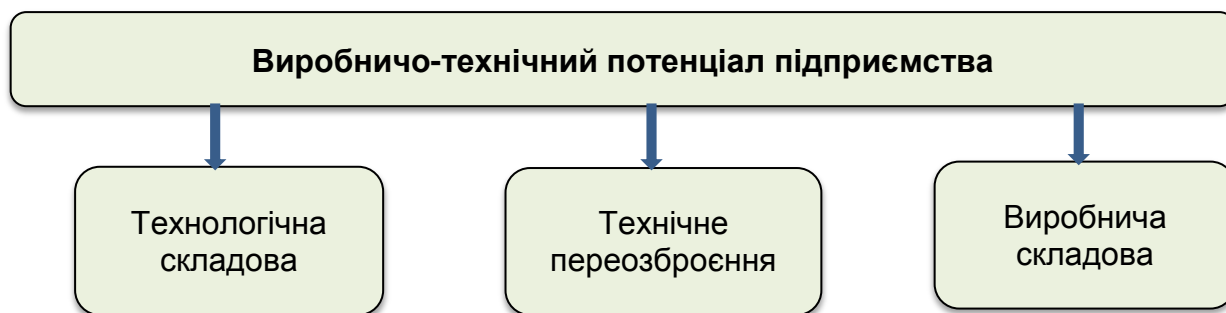 Виробничо-технічний потенціал підприємства
Технологічна
складова
Технічне
переозброєння
Виробнича
складова